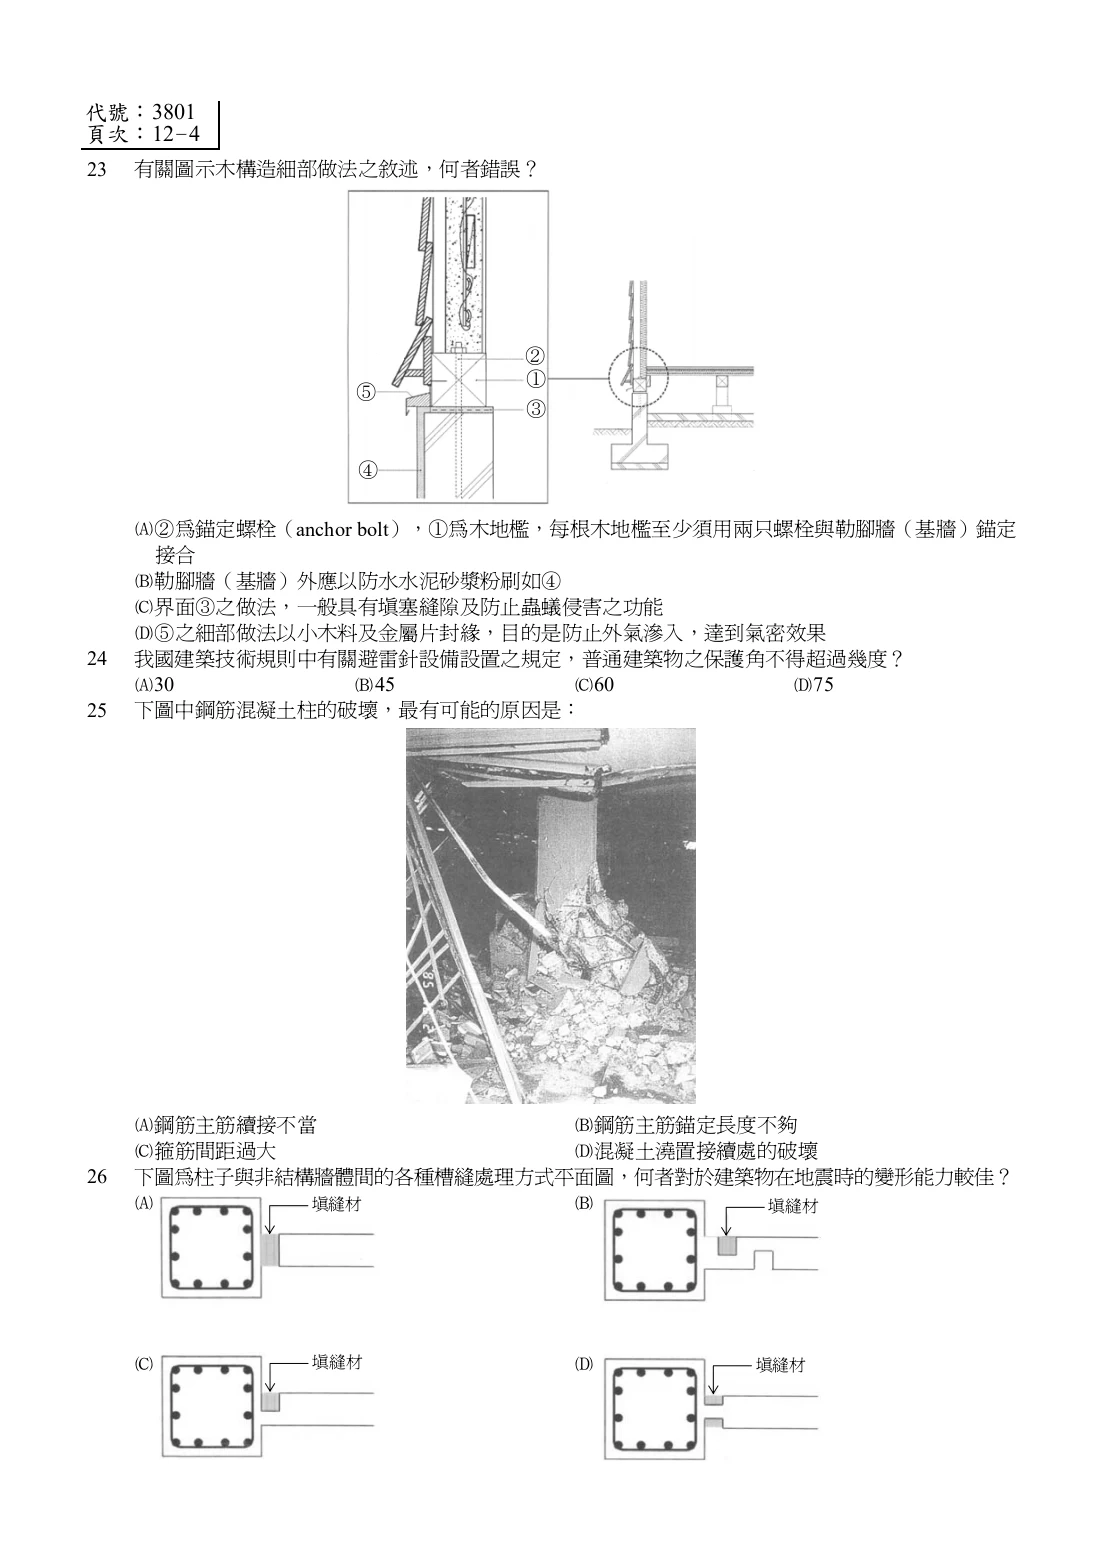 代號：3801
頁次：12－4
23 有關圖示木構造細部做法之敘述，何者錯誤？
②
①
⑤
③
④
(A)②為錨定螺栓（anchor bolt），①為木地檻，每根木地檻至少須用兩只螺栓與勒腳牆（基牆）錨定
接合
(B)勒腳牆（基牆）外應以防水水泥砂漿粉刷如④
(C)界面③之做法，一般具有填塞縫隙及防止蟲蟻侵害之功能
(D)⑤之細部做法以小木料及金屬片封緣，目的是防止外氣滲入，達到氣密效果
24 我國建築技術規則中有關避雷針設備設置之規定，普通建築物之保護角不得超過幾度？
(A)30 (B)45 (C)60 (D)75
25 下圖中鋼筋混凝土柱的破壞，最有可能的原因是：
(A)鋼筋主筋續接不當 (B)鋼筋主筋錨定長度不夠
(C)箍筋間距過大 (D)混凝土澆置接續處的破壞
26 下圖為柱子與非結構牆體間的各種槽縫處理方式平面圖，何者對於建築物在地震時的變形能力較佳？
(A) 填縫材 (B) 填縫材
(C) 填縫材 (D) 填縫材